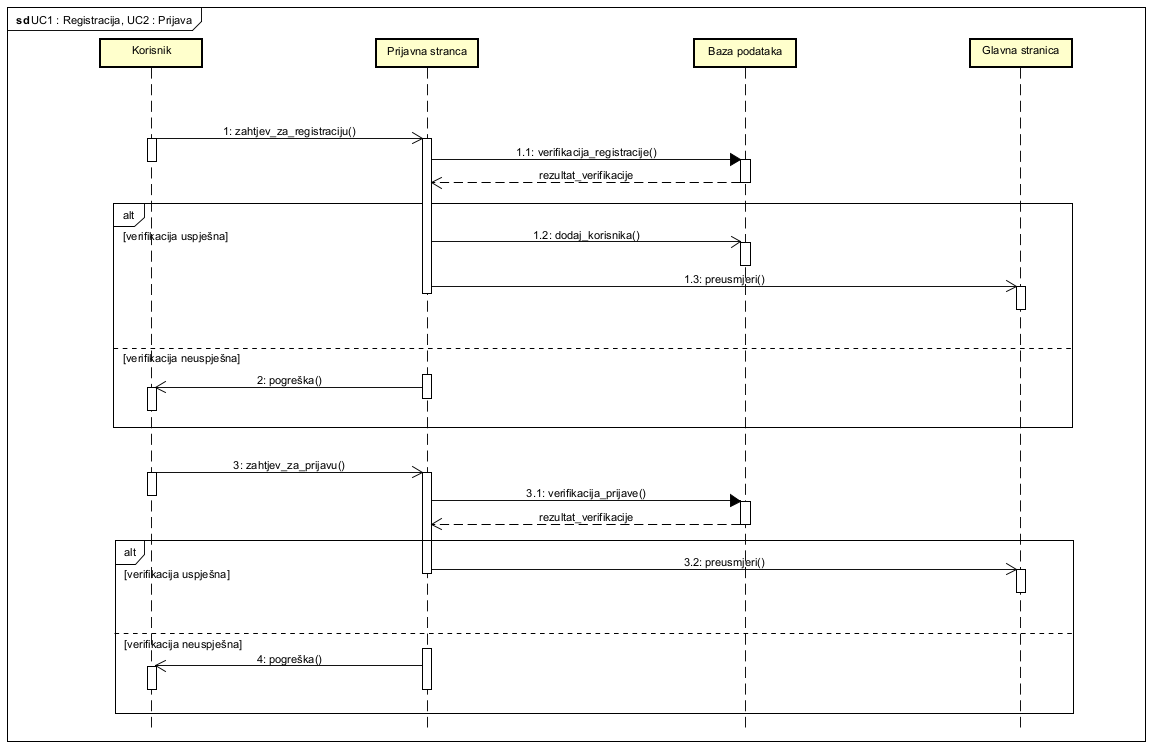 sd UC1 : Registracija, UC2 : Prijava
Korisnik
Prijavna stranca
Baza podataka
Glavna stranica
1: zahtjev_za_registraciju()
1.1: verifikacija_registracije()
rezultat_verifikacije
alt
[verifikacija uspješna]
1.2: dodaj_korisnika()
1.3: preusmjeri()
[verifikacija neuspješna]
2: pogreška()
3: zahtjev_za_prijavu()
3.1: verifikacija_prijave()
rezultat_verifikacije
alt
3.2: preusmjeri()
[verifikacija uspješna]
[verifikacija neuspješna]
4: pogreška()